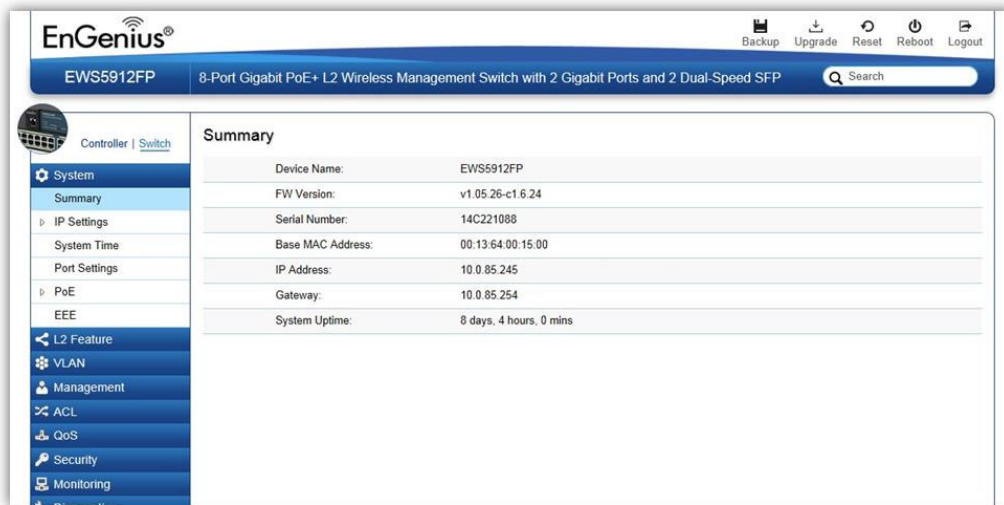 EnGenius®
Backup Upgrade Reset Reboot Logout
EWS5912FP 8-Port Gigabit PoE+ L2 Wireless Management Switch with 2 Gigabit Ports and 2 Dual-Speed SFP Search
Controller | Switch
Summary
System
Summary
IP Settings
System Time
Port Settings
PoE
EEE
L2 Feature
VLAN
Management
ACL
QoS
Security
Monitoring
Device Name: EWS5912FP
FW Version: v1.05.26-c1.6.24
Serial Number: 14C221088
Base MAC Address: 00:13:64:00:15:00
IP Address: 10.0.85.245
Gateway: 10.0.85.254
System Uptime: 8 days, 4 hours, 0 mins